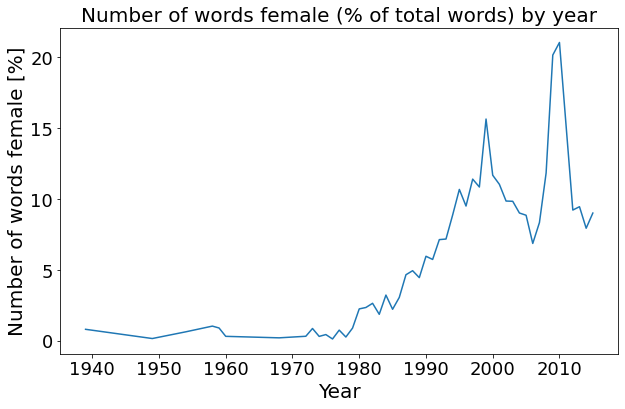 Number of words female (% of total words) by year
Number of words female [%]
20
15
10
5
0
1940 1950 1960 1970 1980 1990 2000 2010
Year